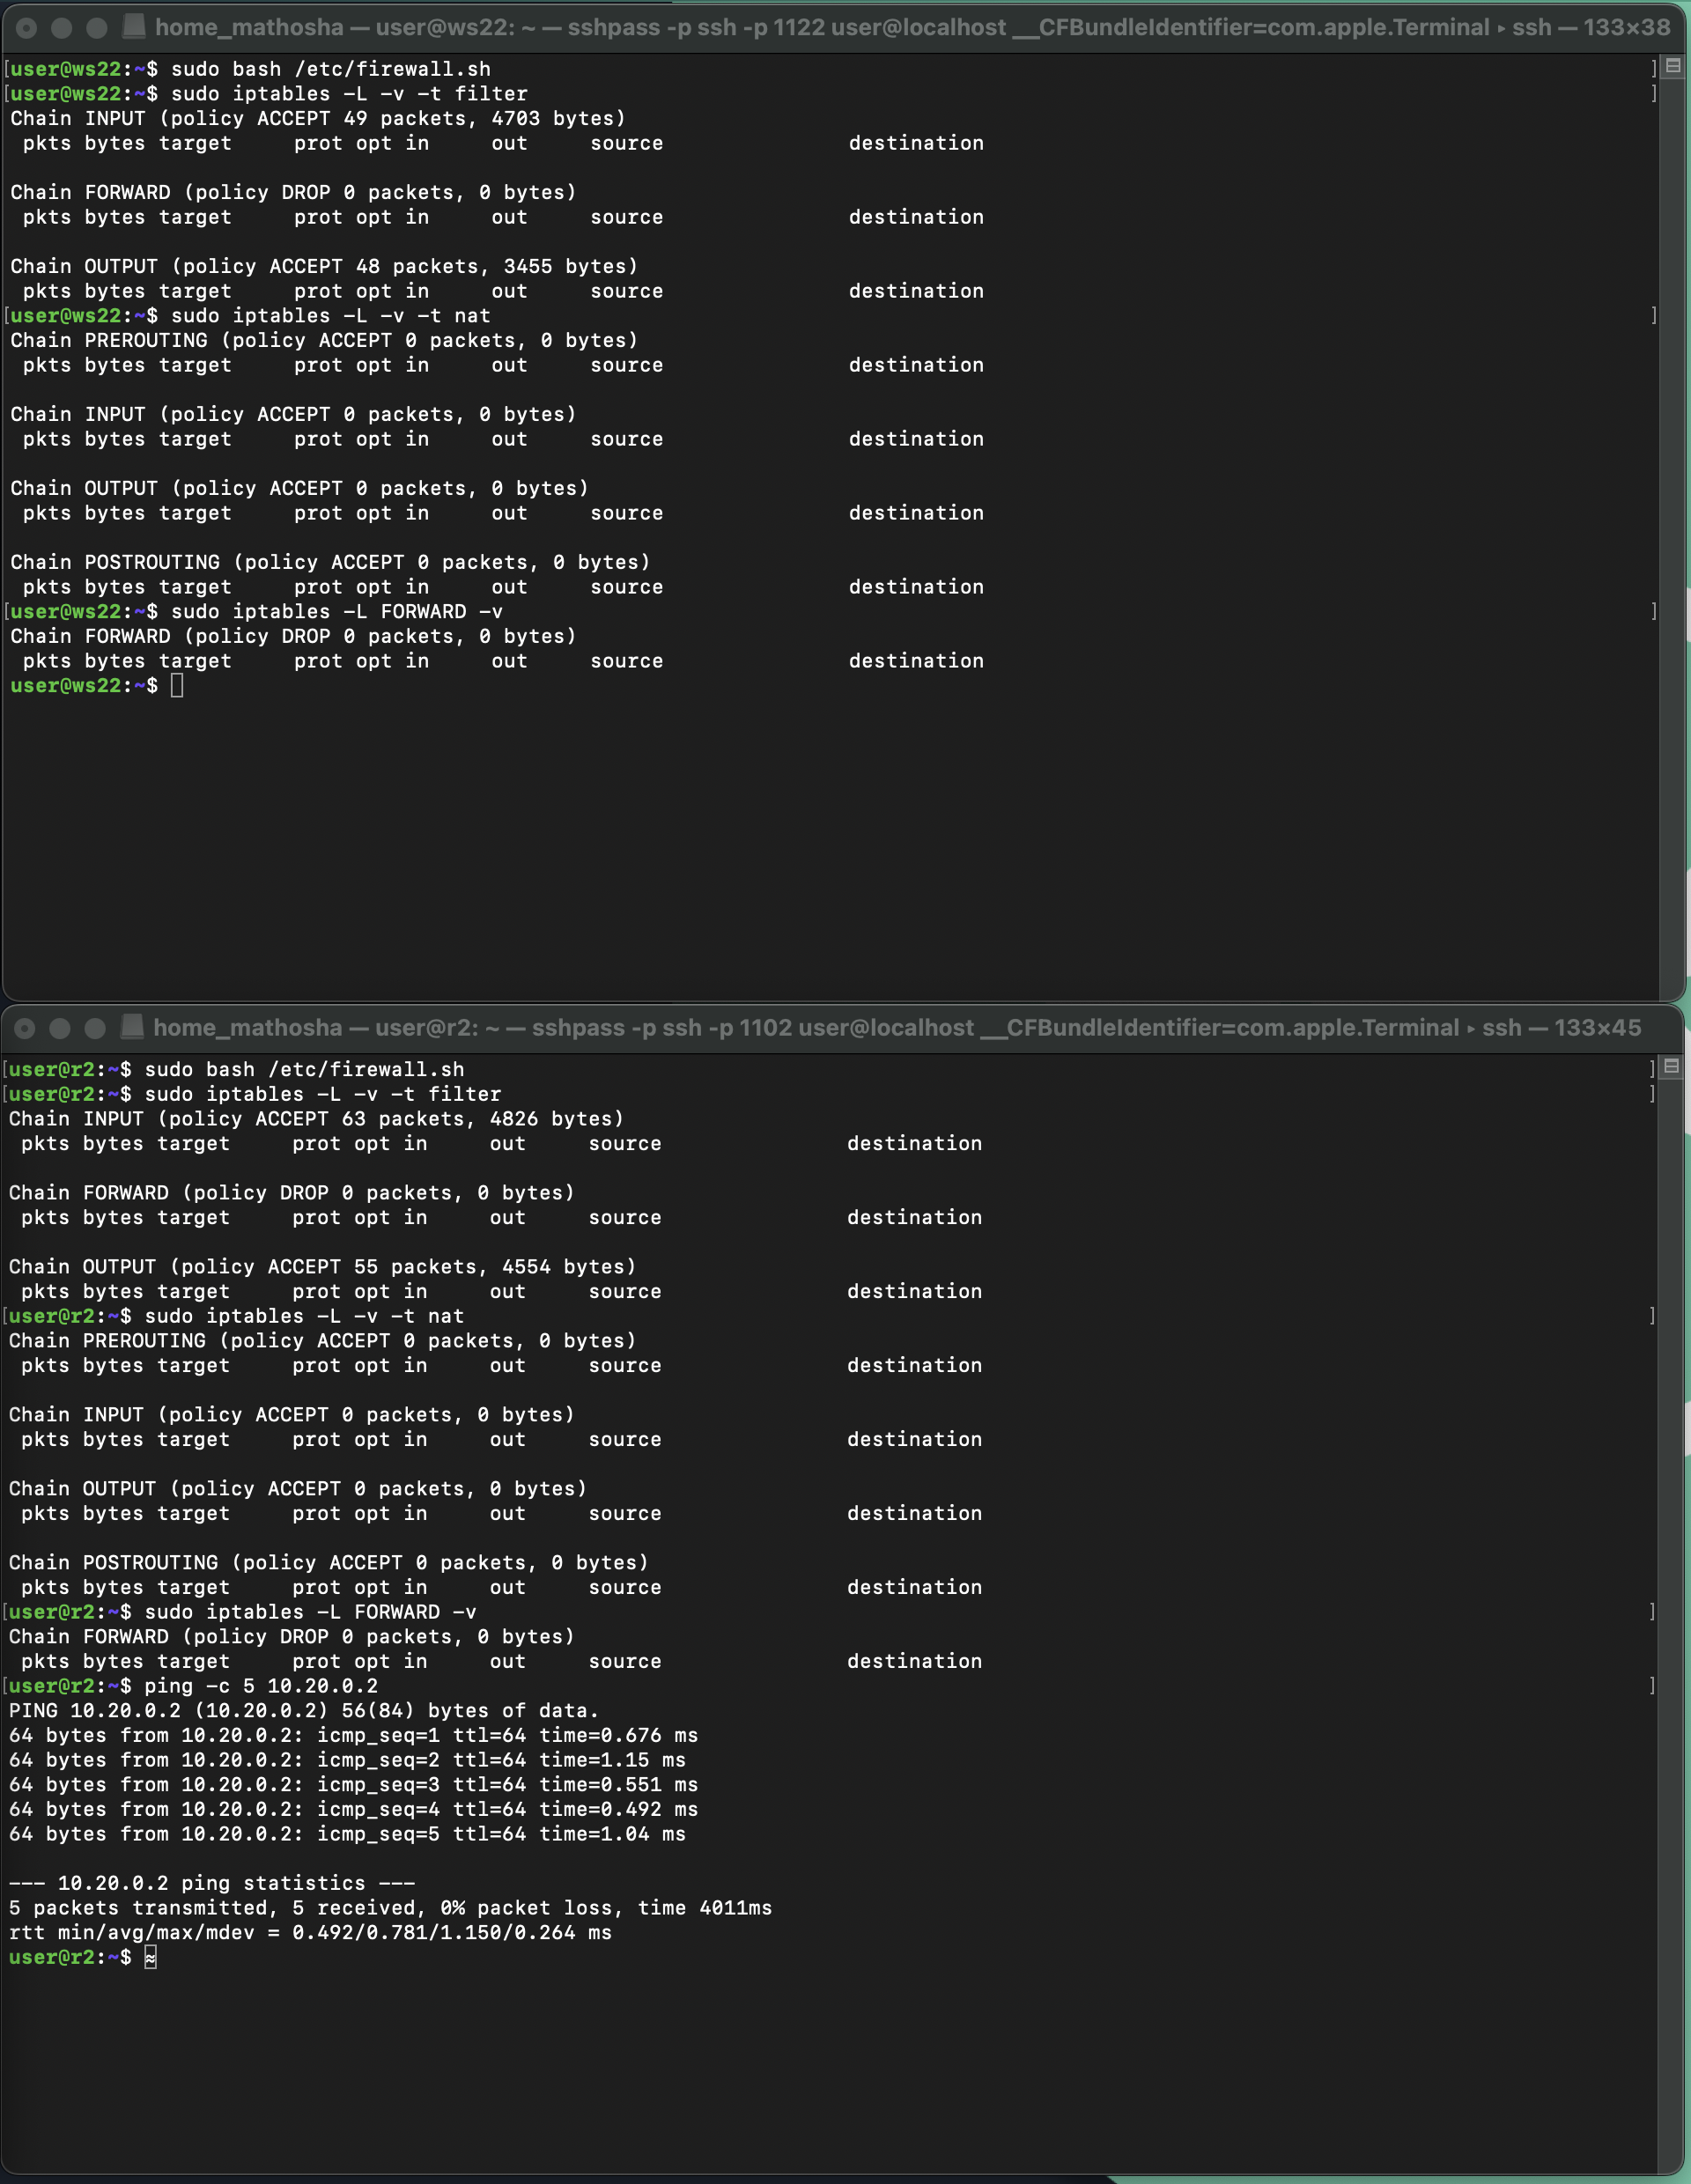 home_mathosha — user@ws22: ~ — sshpass -p ssh -p 1122 user@localhost __CFBundleIdentifier=com.apple.Terminal ▸ ssh — 133×38
[user@ws22:~$ sudo bash /etc/firewall.sh ]
[user@ws22:~$ sudo iptables -L -v -t filter ]
Chain INPUT (policy ACCEPT 49 packets, 4703 bytes)
 pkts bytes target     prot opt in     out     source               destination

Chain FORWARD (policy DROP 0 packets, 0 bytes)
 pkts bytes target     prot opt in     out     source               destination

Chain OUTPUT (policy ACCEPT 48 packets, 3455 bytes)
 pkts bytes target     prot opt in     out     source               destination
[user@ws22:~$ sudo iptables -L -v -t nat ]
Chain PREROUTING (policy ACCEPT 0 packets, 0 bytes)
 pkts bytes target     prot opt in     out     source               destination

Chain INPUT (policy ACCEPT 0 packets, 0 bytes)
 pkts bytes target     prot opt in     out     source               destination

Chain OUTPUT (policy ACCEPT 0 packets, 0 bytes)
 pkts bytes target     prot opt in     out     source               destination

Chain POSTROUTING (policy ACCEPT 0 packets, 0 bytes)
 pkts bytes target     prot opt in     out     source               destination
[user@ws22:~$ sudo iptables -L FORWARD -v ]
Chain FORWARD (policy DROP 0 packets, 0 bytes)
 pkts bytes target     prot opt in     out     source               destination
user@ws22:~$
home_mathosha — user@r2: ~ — sshpass -p ssh -p 1102 user@localhost __CFBundleIdentifier=com.apple.Terminal ▸ ssh — 133×45
[user@r2:~$ sudo bash /etc/firewall.sh ]
[user@r2:~$ sudo iptables -L -v -t filter ]
Chain INPUT (policy ACCEPT 63 packets, 4826 bytes)
 pkts bytes target     prot opt in     out     source               destination

Chain FORWARD (policy DROP 0 packets, 0 bytes)
 pkts bytes target     prot opt in     out     source               destination

Chain OUTPUT (policy ACCEPT 55 packets, 4554 bytes)
 pkts bytes target     prot opt in     out     source               destination
[user@r2:~$ sudo iptables -L -v -t nat ]
Chain PREROUTING (policy ACCEPT 0 packets, 0 bytes)
 pkts bytes target     prot opt in     out     source               destination

Chain INPUT (policy ACCEPT 0 packets, 0 bytes)
 pkts bytes target     prot opt in     out     source               destination

Chain OUTPUT (policy ACCEPT 0 packets, 0 bytes)
 pkts bytes target     prot opt in     out     source               destination

Chain POSTROUTING (policy ACCEPT 0 packets, 0 bytes)
 pkts bytes target     prot opt in     out     source               destination
[user@r2:~$ sudo iptables -L FORWARD -v ]
Chain FORWARD (policy DROP 0 packets, 0 bytes)
 pkts bytes target     prot opt in     out     source               destination
[user@r2:~$ ping -c 5 10.20.0.2 ]
PING 10.20.0.2 (10.20.0.2) 56(84) bytes of data.
64 bytes from 10.20.0.2: icmp_seq=1 ttl=64 time=0.676 ms
64 bytes from 10.20.0.2: icmp_seq=2 ttl=64 time=1.15 ms
64 bytes from 10.20.0.2: icmp_seq=3 ttl=64 time=0.551 ms
64 bytes from 10.20.0.2: icmp_seq=4 ttl=64 time=0.492 ms
64 bytes from 10.20.0.2: icmp_seq=5 ttl=64 time=1.04 ms

--- 10.20.0.2 ping statistics ---
5 packets transmitted, 5 received, 0% packet loss, time 4011ms
rtt min/avg/max/mdev = 0.492/0.781/1.150/0.264 ms
user@r2:~$ ≈